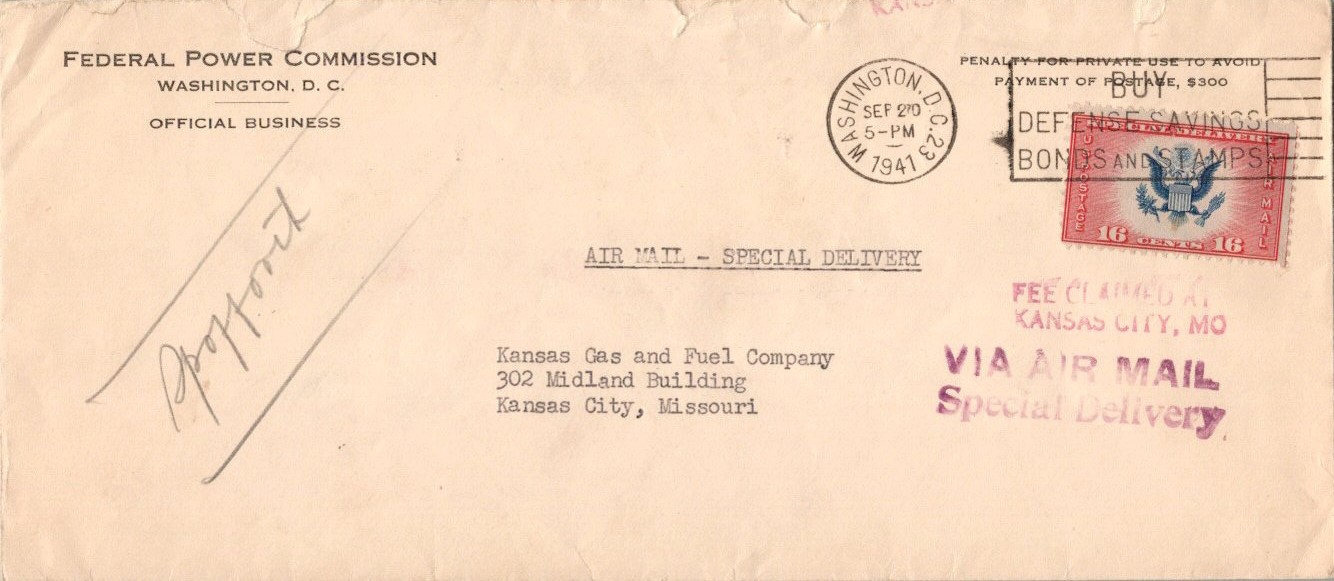 KANS
FEDERAL POWER COMMISSION
WASHINGTON, D. C.
OFFICIAL BUSINESS
PENALTY FOR PRIVATE USE TO AVOID
PAYMENT OF POSTAGE, $300
WASHINGTON, D.C. 23
SEP 20
5-PM
1941
BUY
DEFENSE SAVINGS
BONDS AND STAMPS
SPECIAL DELIVERY
U.S. POSTAGE
AIR MAIL
16 CENTS 16
AIR MAIL - SPECIAL DELIVERY
FEE CLAIMED AT
KANSAS CITY, MO
VIA AIR MAIL
Special Delivery
Kansas Gas and Fuel Company
302 Midland Building
Kansas City, Missouri